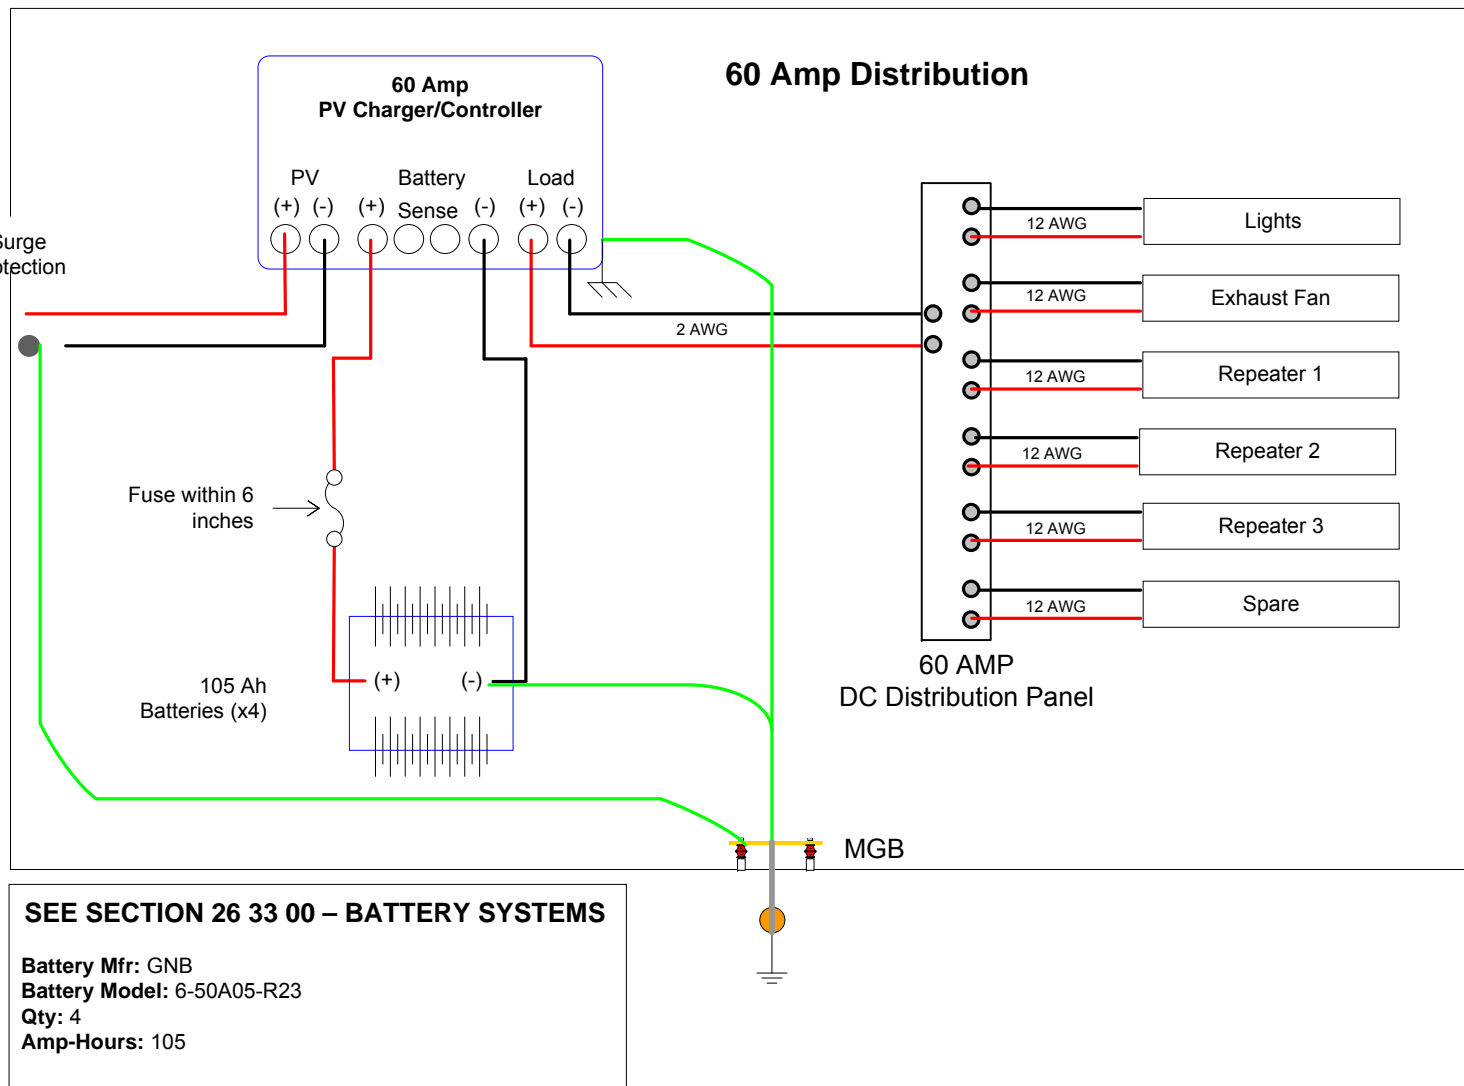 60 Amp Distribution
60 Amp
PV Charger/Controller
PV
Battery
Load
(+) (-)
(+)
Sense
(-)
(+)
(-)
Surge
2 AWG
12 AWG
Lights
12 AWG
Exhaust Fan
12 AWG
Repeater 1
12 AWG
Repeater 2
12 AWG
Repeater 3
12 AWG
Spare
60 AMP
DC Distribution Panel
Fuse within 6
inches
105 Ah
Batteries (x4)
(+)
(-)
MGB
SEE SECTION 26 33 00 – BATTERY SYSTEMS
Battery Mfr: GNB
Battery Model: 6-50A05-R23
Qty: 4
Amp-Hours: 105